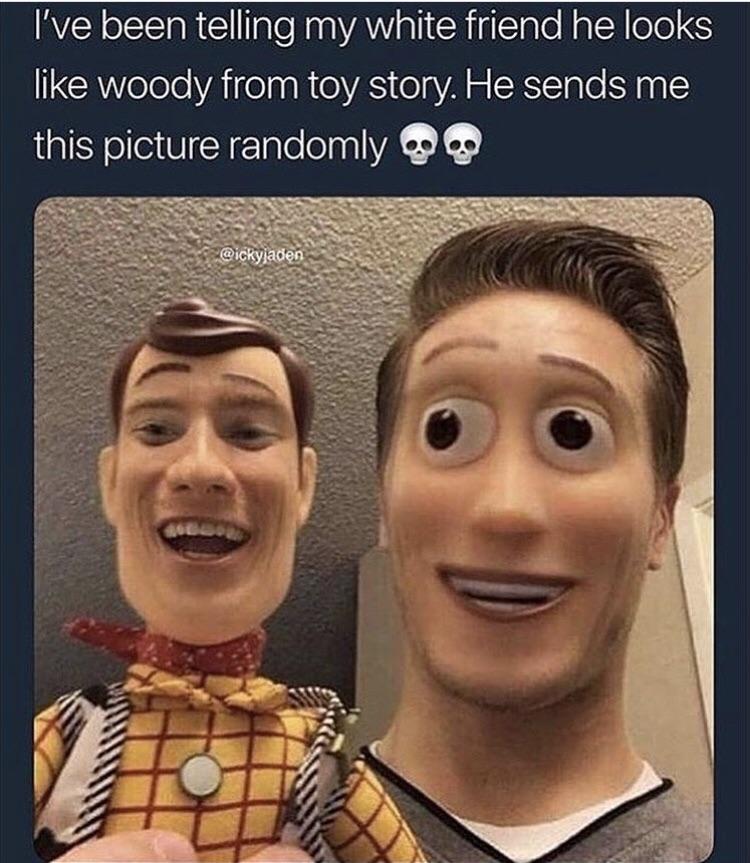 I've been telling my white friend he looks
like woody from toy story. He sends me
this picture randomly 💀💀
@ickyjaden